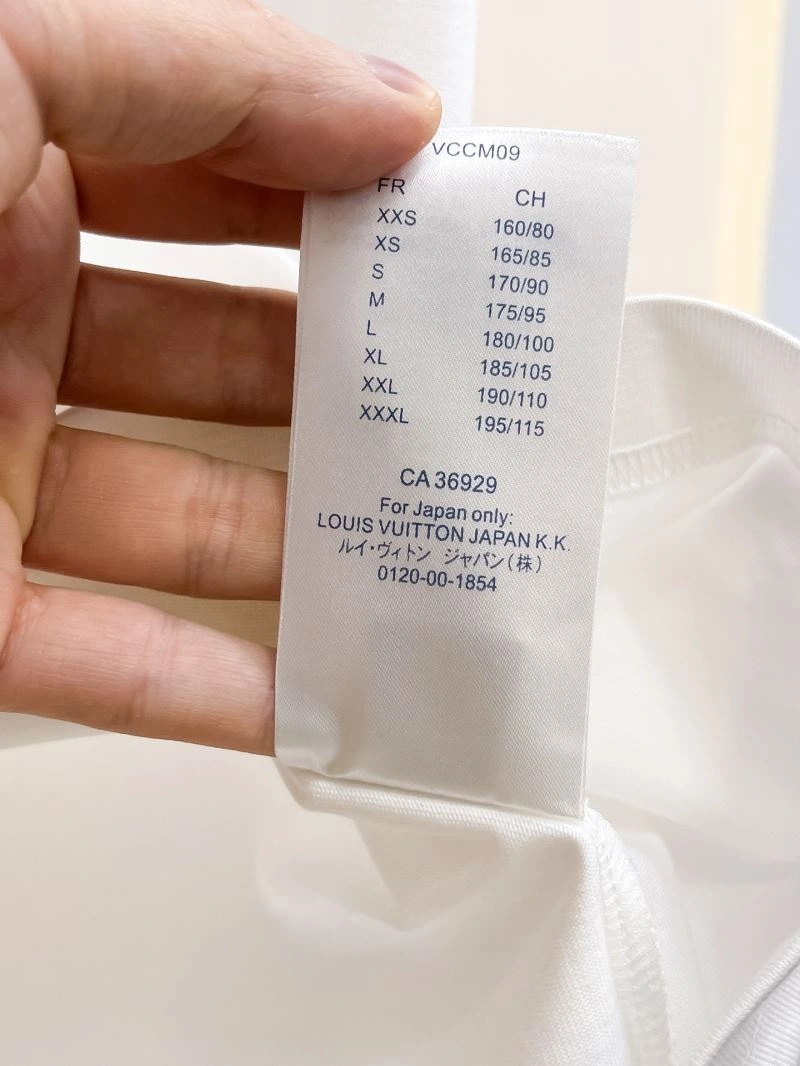 VCCM09
FR CH
XXS 160/80
XS 165/85
S 170/90
M 175/95
L 180/100
XL 185/105
XXL 190/110
XXXL 195/115
CA 36929
For Japan only:
LOUIS VUITTON JAPAN K.K.
ルイ・ヴィトン ジャパン(株)
0120-00-1854